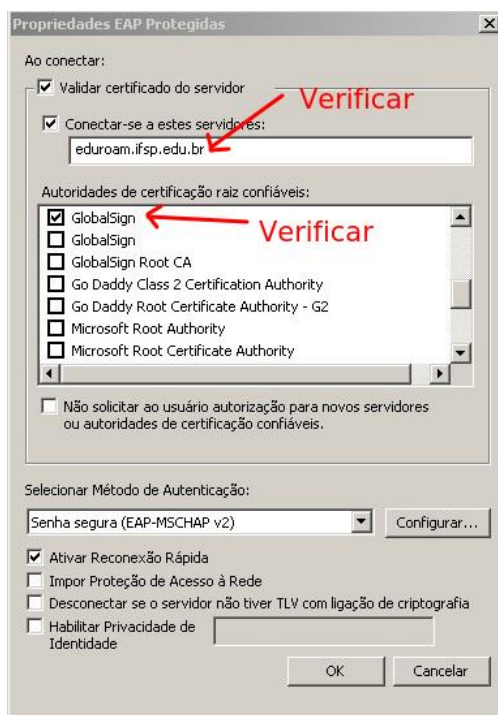 Propriedades EAP Protegidas
Ao conectar:
Validar certificado do servidor
Verificar
Conectar-se a estes servidores:
eduroam.ifsp.edu.br
Autoridades de certificação raiz confiáveis:
GlobalSign
Verificar
GlobalSign
GlobalSign Root CA
Go Daddy Class 2 Certification Authority
Go Daddy Root Certificate Authority - G2
Microsoft Root Authority
Microsoft Root Certificate Authority
Não solicitar ao usuário autorização para novos servidores
ou autoridades de certificação confiáveis.
Selecionar Método de Autenticação:
Senha segura (EAP-MSCHAP v2)
Configurar...
Ativar Reconexão Rápida
Impor Proteção de Acesso à Rede
Desconectar se o servidor não tiver TLV com ligação de criptografia
Habilitar Privacidade de
Identidade
OK
Cancelar